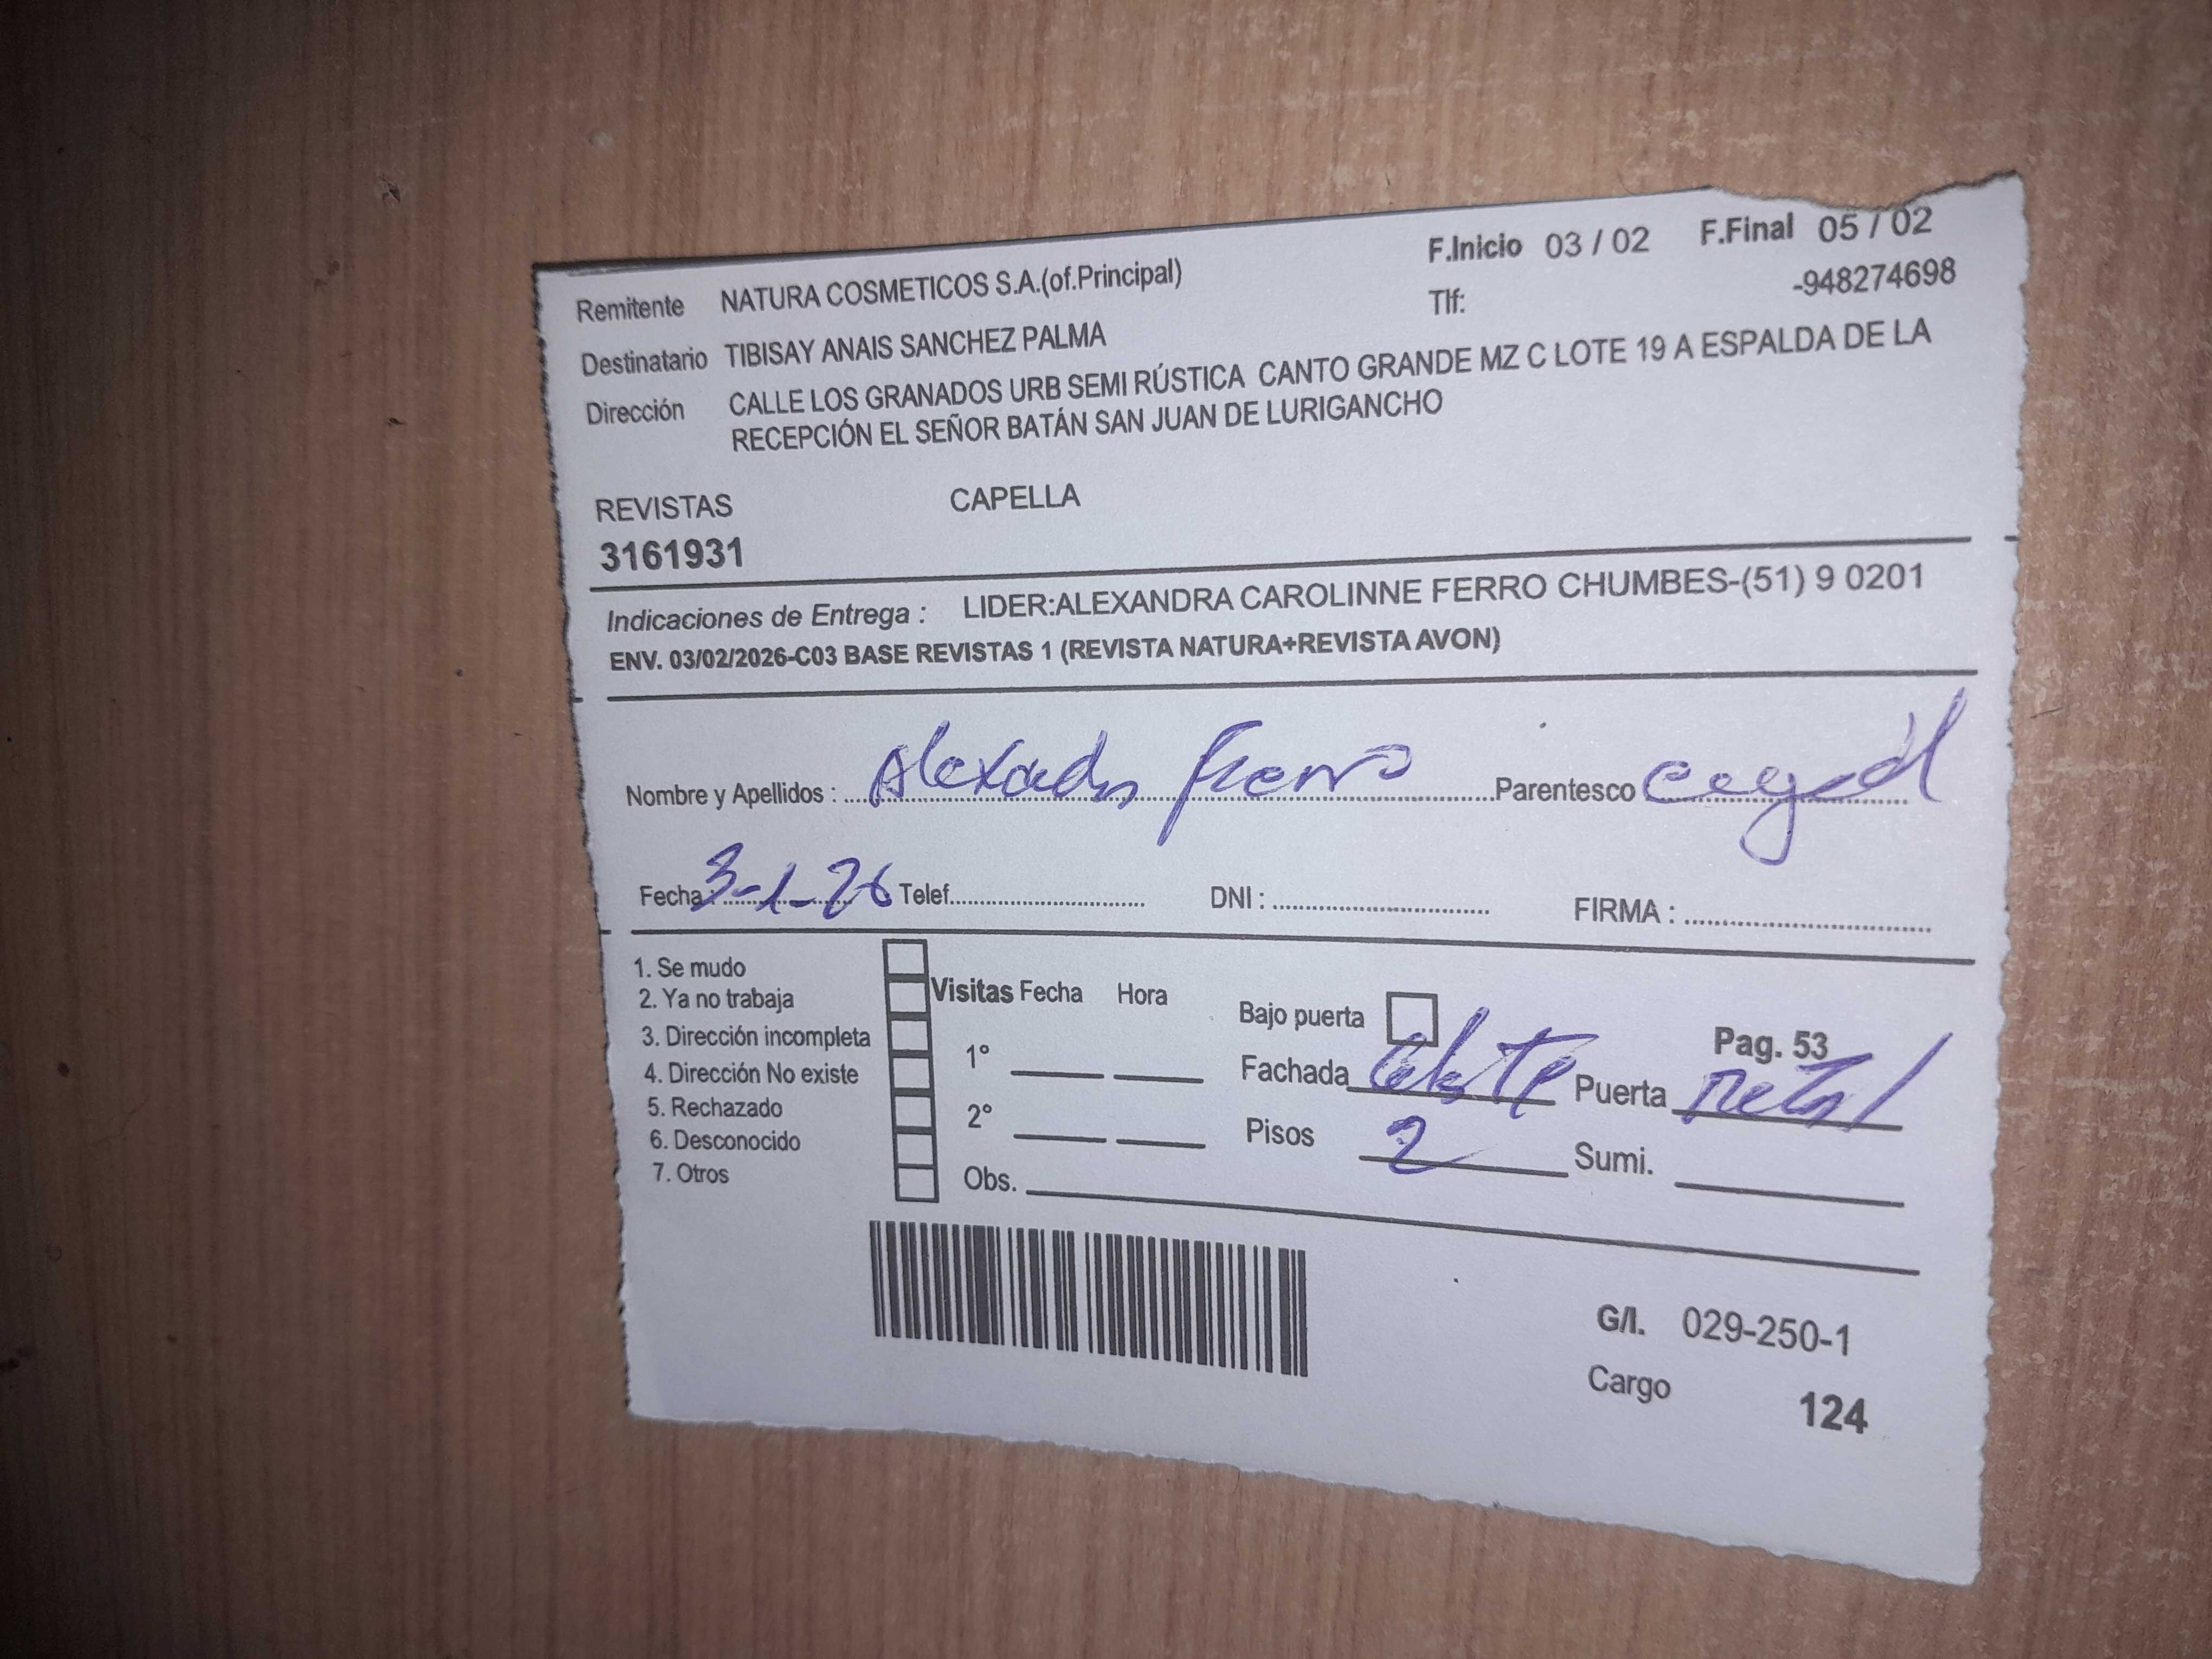 Remitente NATURA COSMETICOS S.A.(of.Principal) F.Inicio 03 / 02 F.Final 05 / 02
Tlf: -948274698
Destinatario TIBISAY ANAIS SANCHEZ PALMA
Dirección CALLE LOS GRANADOS URB SEMI RÚSTICA CANTO GRANDE MZ C LOTE 19 A ESPALDA DE LA
RECEPCIÓN EL SEÑOR BATÁN SAN JUAN DE LURIGANCHO
REVISTAS CAPELLA
3161931
Indicaciones de Entrega : LIDER:ALEXANDRA CAROLINNE FERRO CHUMBES-(51) 9 0201
ENV. 03/02/2026-C03 BASE REVISTAS 1 (REVISTA NATURA+REVISTA AVON)
Nombre y Apellidos : Ferro Parentesco
Fecha : 3-1-26 Telef. DNI : FIRMA :
1. Se mudo
2. Ya no trabaja
3. Dirección incompleta
4. Dirección No existe
5. Rechazado
6. Desconocido
7. Otros
Visitas Fecha Hora
1°
2°
Obs.
Bajo puerta
Pag. 53
Fachada Celeste Puerta Metal
Pisos 2 Sumi.
G/I. 029-250-1
Cargo 124